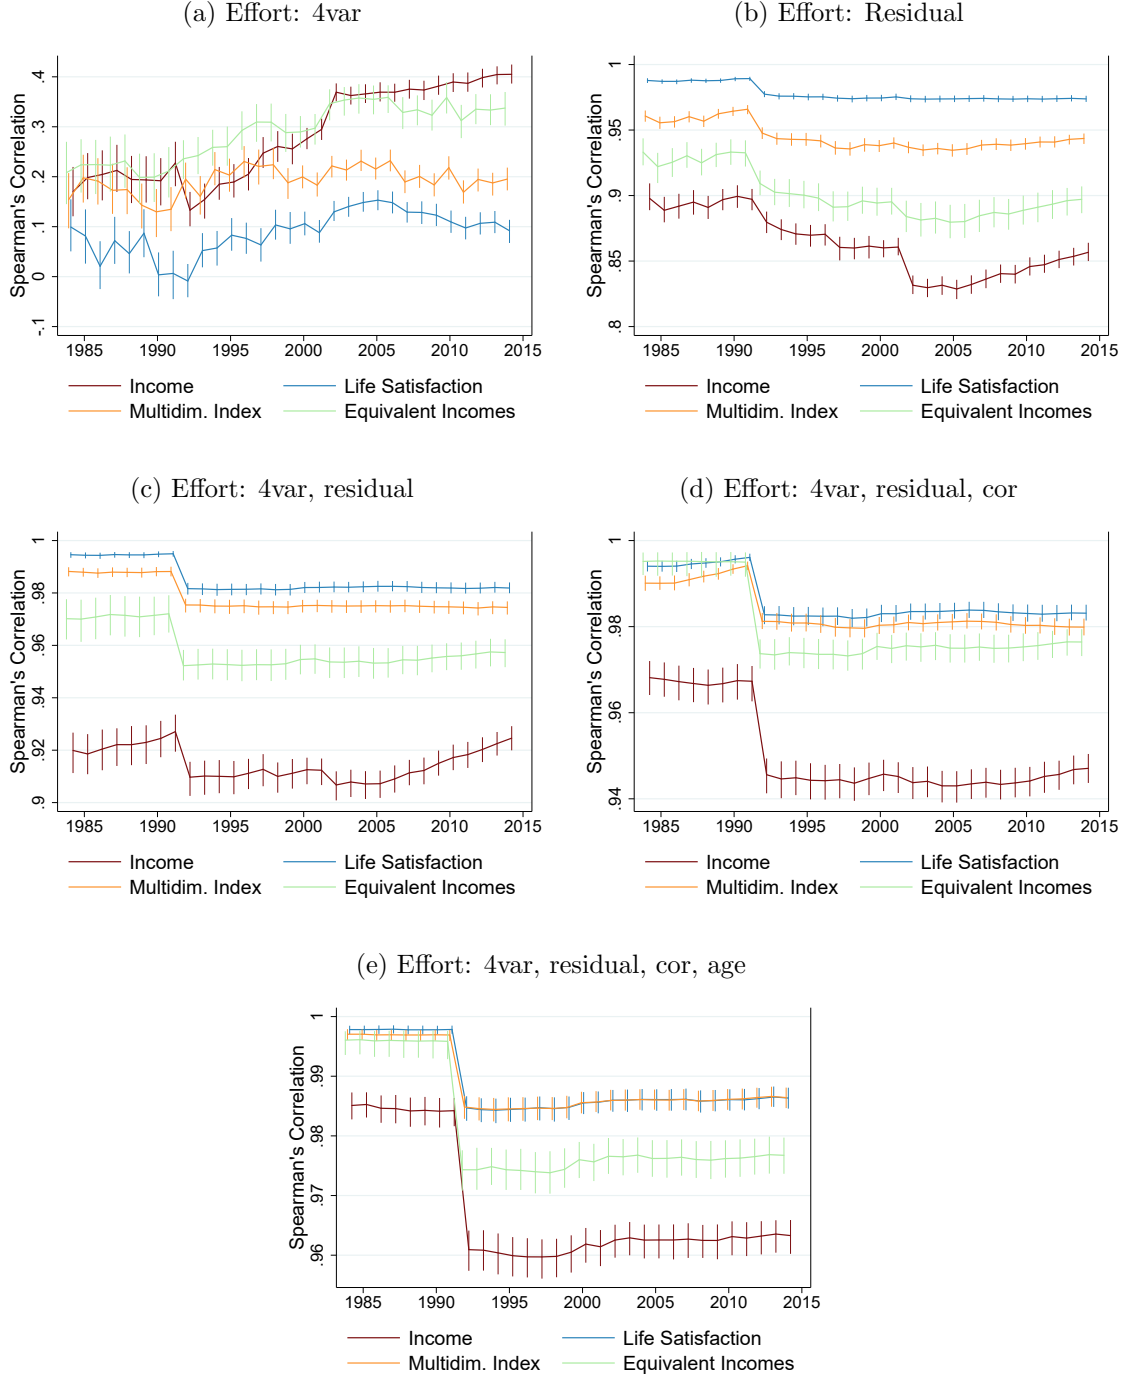 (a) Effort: 4var
(b) Effort: Residual
Spearman's Correlation
.4
.3
.2
.1
0
-.1
1985 1990 1995 2000 2005 2010 2015
Income
Life Satisfaction
Multidim. Index
Equivalent Incomes
Spearman's Correlation
1
.95
.9
.85
.8
1985 1990 1995 2000 2005 2010 2015
Income
Life Satisfaction
Multidim. Index
Equivalent Incomes
(c) Effort: 4var, residual
(d) Effort: 4var, residual, cor
Spearman's Correlation
1
.98
.96
.94
.92
.9
1985 1990 1995 2000 2005 2010 2015
Income
Life Satisfaction
Multidim. Index
Equivalent Incomes
Spearman's Correlation
1
.98
.96
.94
1985 1990 1995 2000 2005 2010 2015
Income
Life Satisfaction
Multidim. Index
Equivalent Incomes
(e) Effort: 4var, residual, cor, age
Spearman's Correlation
1
.99
.98
.97
.96
1985 1990 1995 2000 2005 2010 2015
Income
Life Satisfaction
Multidim. Index
Equivalent Incomes